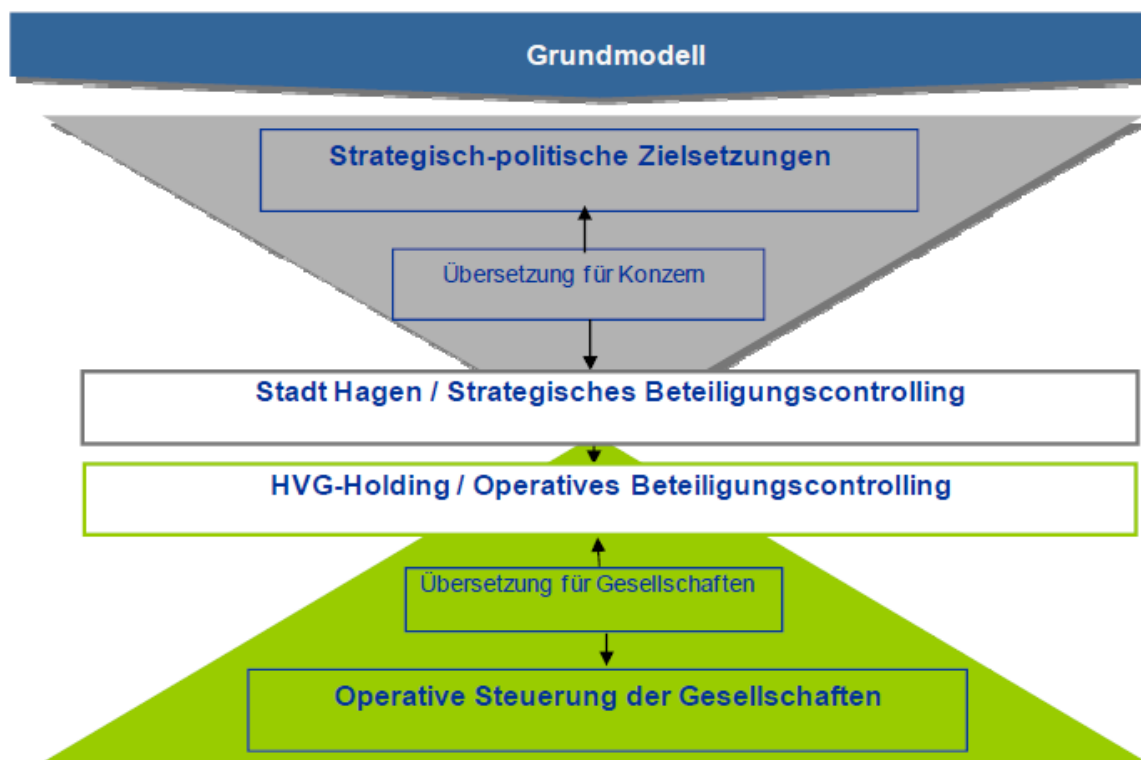 Grundmodell
Strategisch-politische Zielsetzungen
Übersetzung für Konzern
Stadt Hagen / Strategisches Beteiligungscontrolling
HVG-Holding / Operatives Beteiligungscontrolling
Übersetzung für Gesellschaften
Operative Steuerung der Gesellschaften